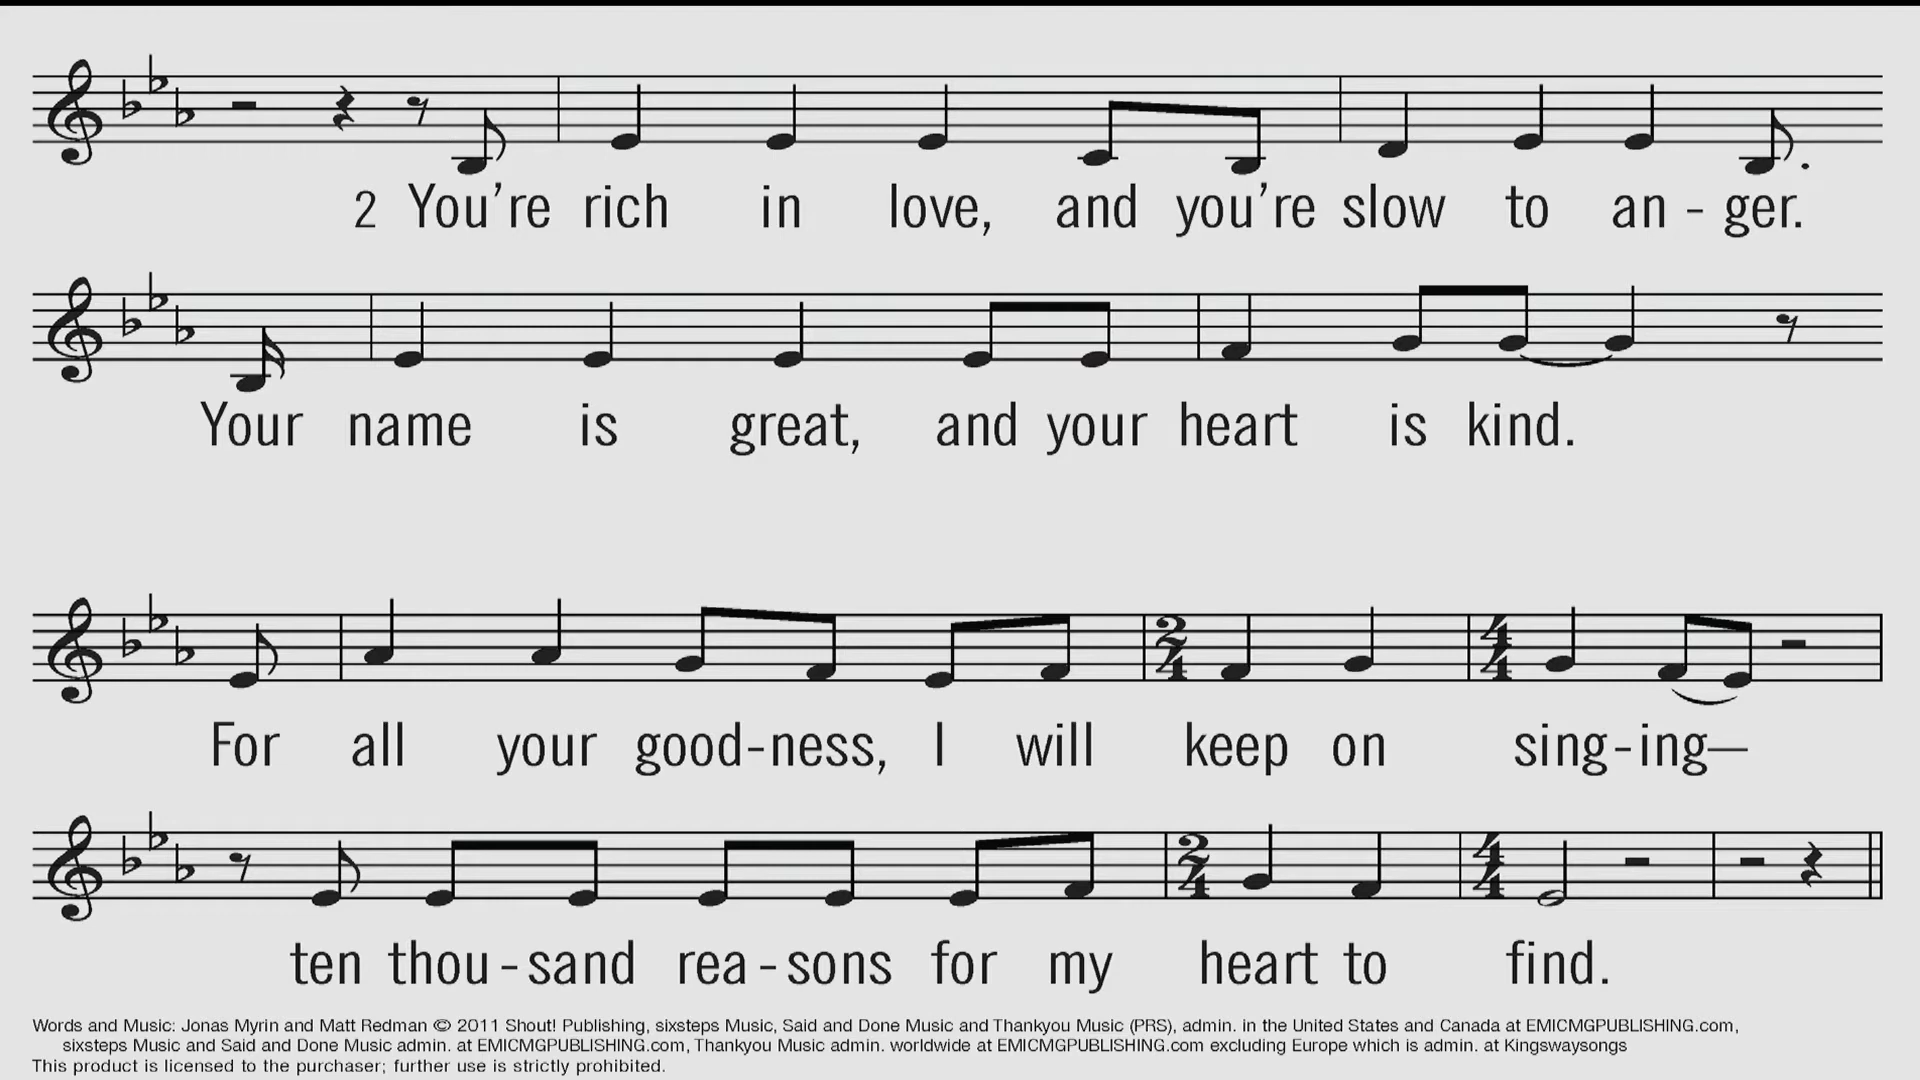 2 You're rich in love, and you're slow to an - ger.
Your name is great, and your heart is kind.
For all your good-ness, I will keep on sing-ing—
ten thou - sand rea - sons for my heart to find.
Words and Music: Jonas Myrin and Matt Redman © 2011 Shout! Publishing, sixsteps Music, Said and Done Music and Thankyou Music (PRS), admin. in the United States and Canada at EMICMGPUBLISHING.com,
sixsteps Music and Said and Done Music admin. at EMICMGPUBLISHING.com, Thankyou Music admin. worldwide at EMICMGPUBLISHING.com excluding Europe which is admin. at Kingswaysongs
This product is licensed to the purchaser; further use is strictly prohibited.